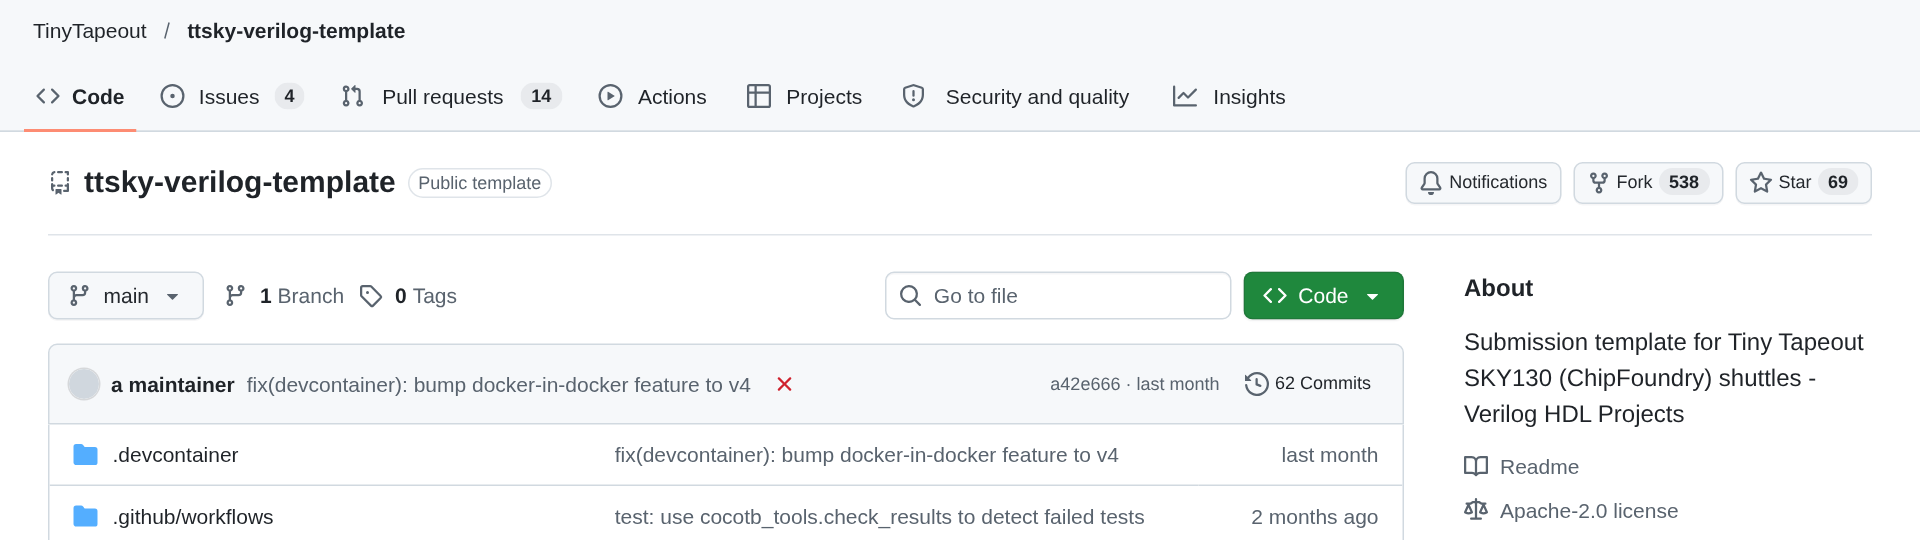 TinyTapeout / ttsky-verilog-template
Code Issues 4 Pull requests 14 Actions Projects Security and quality Insights
ttsky-verilog-template Public template Notifications Fork 538 Star 69
main 1 Branch 0 Tags Go to file Code
About
Submission template for Tiny Tapeout
SKY130 (ChipFoundry) shuttles -
Verilog HDL Projects
Readme
Apache-2.0 license
a maintainer fix(devcontainer): bump docker-in-docker feature to v4 a42e666 · last month 62 Commits
.devcontainer fix(devcontainer): bump docker-in-docker feature to v4 last month
.github/workflows test: use cocotb_tools.check_results to detect failed tests 2 months ago